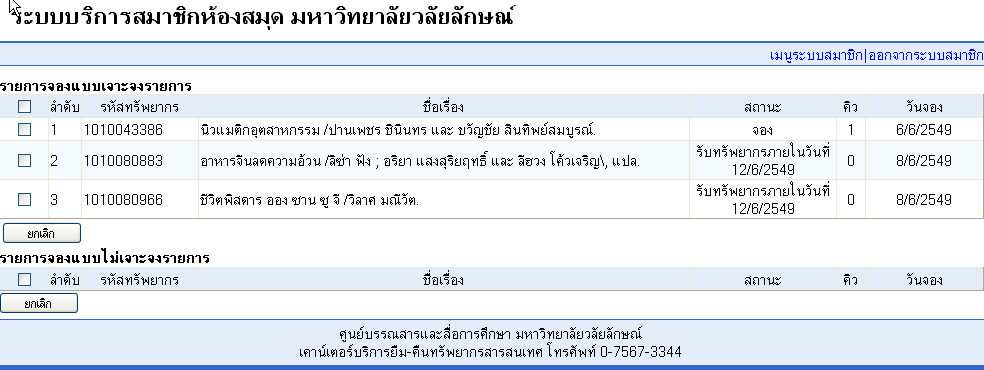 ระบบบริการสมาชิกห้องสมุด มหาวิทยาลัยวลัยลักษณ์
เมนูระบบสมาชิก|ออกจากระบบสมาชิก
รายการจองแบบเจาะจงรายการ
ลำดับ รหัสทรัพยากร ชื่อเรื่อง สถานะ คิว วันจอง
1 1010043386 นิวแมติกอุตสาหกรรม /ปานเพชร ชินินทร และ ขวัญชัย สินทิพย์สมบูรณ์. จอง 1 6/6/2549
2 1010080883 อาหารจีนลดความอ้วน /ลิซ่า ฟัง ; อริยา แสงสุริยฤทธิ์ และ ลีฮวง โค้วเจริญ\, แปล. รับทรัพยากรภายในวันที่ 12/6/2549 0 8/6/2549
3 1010080966 ชีวิตพิสดาร ออง ซาน ซู จี /วิลาศ มณีวัต. รับทรัพยากรภายในวันที่ 12/6/2549 0 8/6/2549
ยกเลิก
รายการจองแบบไม่เจาะจงรายการ
ลำดับ รหัสทรัพยากร ชื่อเรื่อง สถานะ คิว วันจอง
ยกเลิก
ศูนย์บรรณสารและสื่อการศึกษา มหาวิทยาลัยวลัยลักษณ์
เคาน์เตอร์บริการยืม-คืนทรัพยากรสารสนเทศ โทรศัพท์ 0-7567-3344